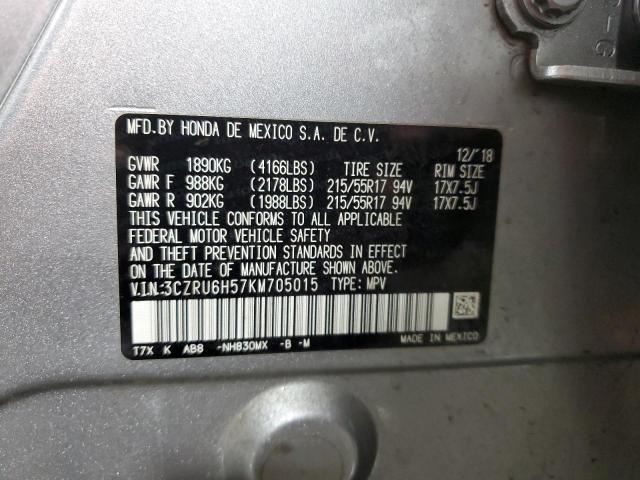 MFD.BY HONDA DE MEXICO S.A. DE C.V.
12/'18
GVWR 1890KG (4166LBS) TIRE SIZE RIM SIZE
GAWR F 988KG (2178LBS) 215/55R17 94V 17X7.5J
GAWR R 902KG (1988LBS) 215/55R17 94V 17X7.5J
THIS VEHICLE CONFORMS TO ALL APPLICABLE
FEDERAL MOTOR VEHICLE SAFETY
AND THEFT PREVENTION STANDARDS IN EFFECT
ON THE DATE OF MANUFACTURE SHOWN ABOVE.
V.I.N.:3CZRU6H57KM705015 TYPE: MPV
T7X K AB8 -NH830MX -B -M
MADE IN MEXICO